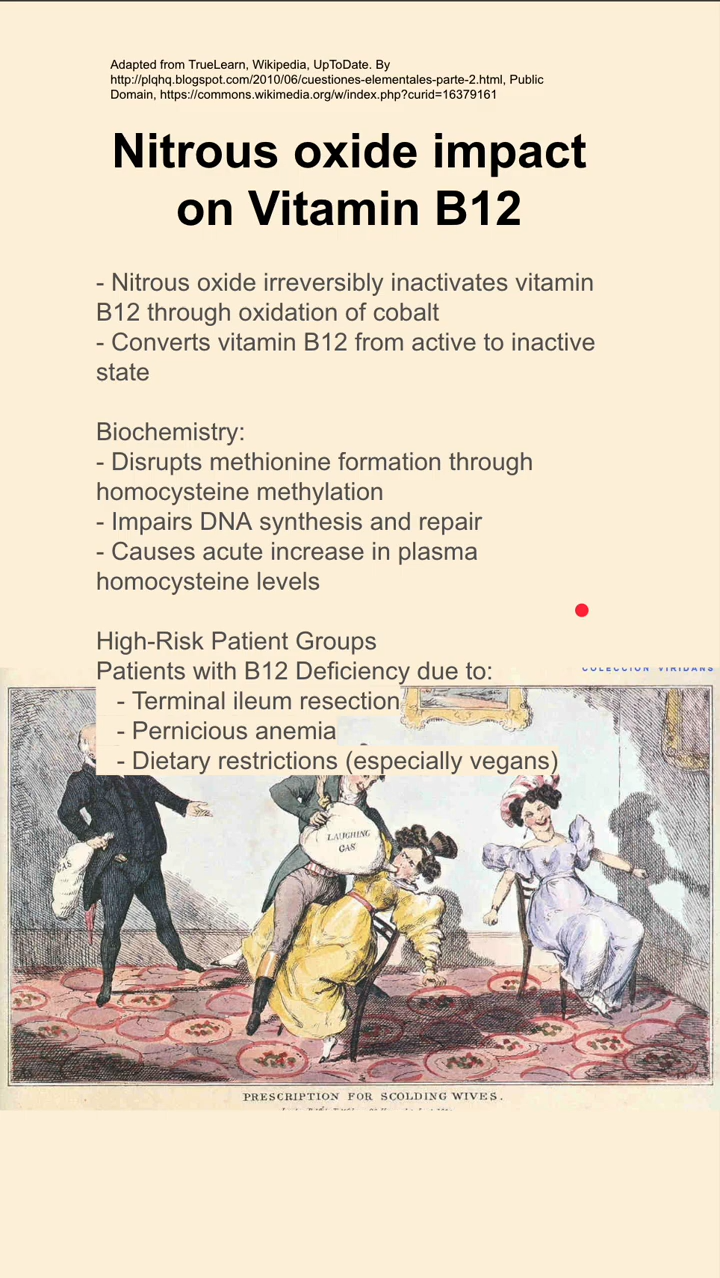 Adapted from TrueLearn, Wikipedia, UpToDate. By
http://plqhq.blogspot.com/2010/06/cuestiones-elementales-parte-2.html, Public
Domain, https://commons.wikimedia.org/w/index.php?curid=16379161
Nitrous oxide impact
on Vitamin B12
- Nitrous oxide irreversibly inactivates vitamin
B12 through oxidation of cobalt
- Converts vitamin B12 from active to inactive
state
Biochemistry:
- Disrupts methionine formation through
homocysteine methylation
- Impairs DNA synthesis and repair
- Causes acute increase in plasma
homocysteine levels
High-Risk Patient Groups
Patients with B12 Deficiency due to:
COLECCION VIRIDANS
- Terminal ileum resection
- Pernicious anemia
- Dietary restrictions (especially vegans)
LAUGHING
GAS
GAS
PRESCRIPTION FOR SCOLDING WIVES.